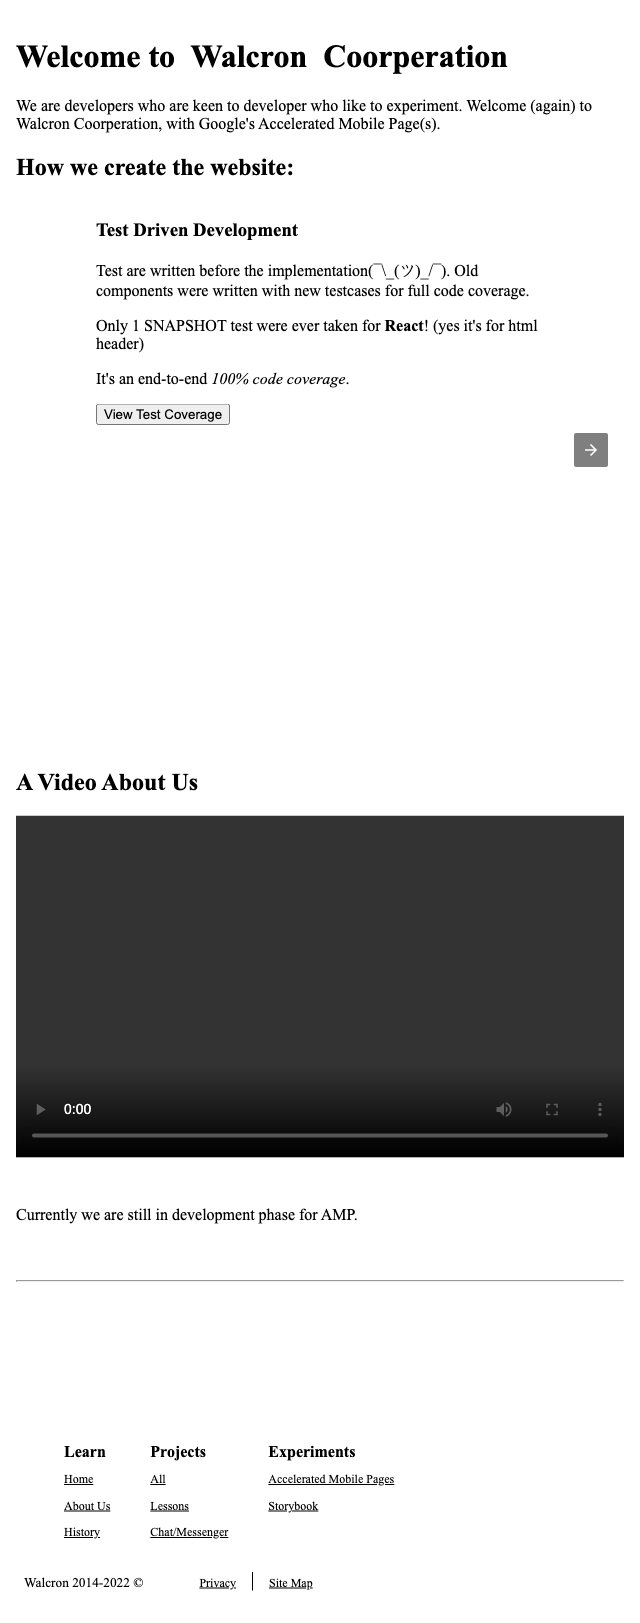 Welcome to Walcron Coorperation
We are developers who are keen to developer who like to experiment. Welcome (again) to
Walcron Coorperation, with Google's Accelerated Mobile Page(s).
How we create the website:
Test Driven Development
Test are written before the implementation(¯\_(ツ)_/¯). Old
components were written with new testcases for full code coverage.
Only 1 SNAPSHOT test were ever taken for React! (yes it's for html
header)
It's an end-to-end 100% code coverage.
View Test Coverage
A Video About Us
0:00
Currently we are still in development phase for AMP.
Learn Projects Experiments
Home All Accelerated Mobile Pages
About Us Lessons Storybook
History Chat/Messenger
Walcron 2014-2022 © Privacy Site Map